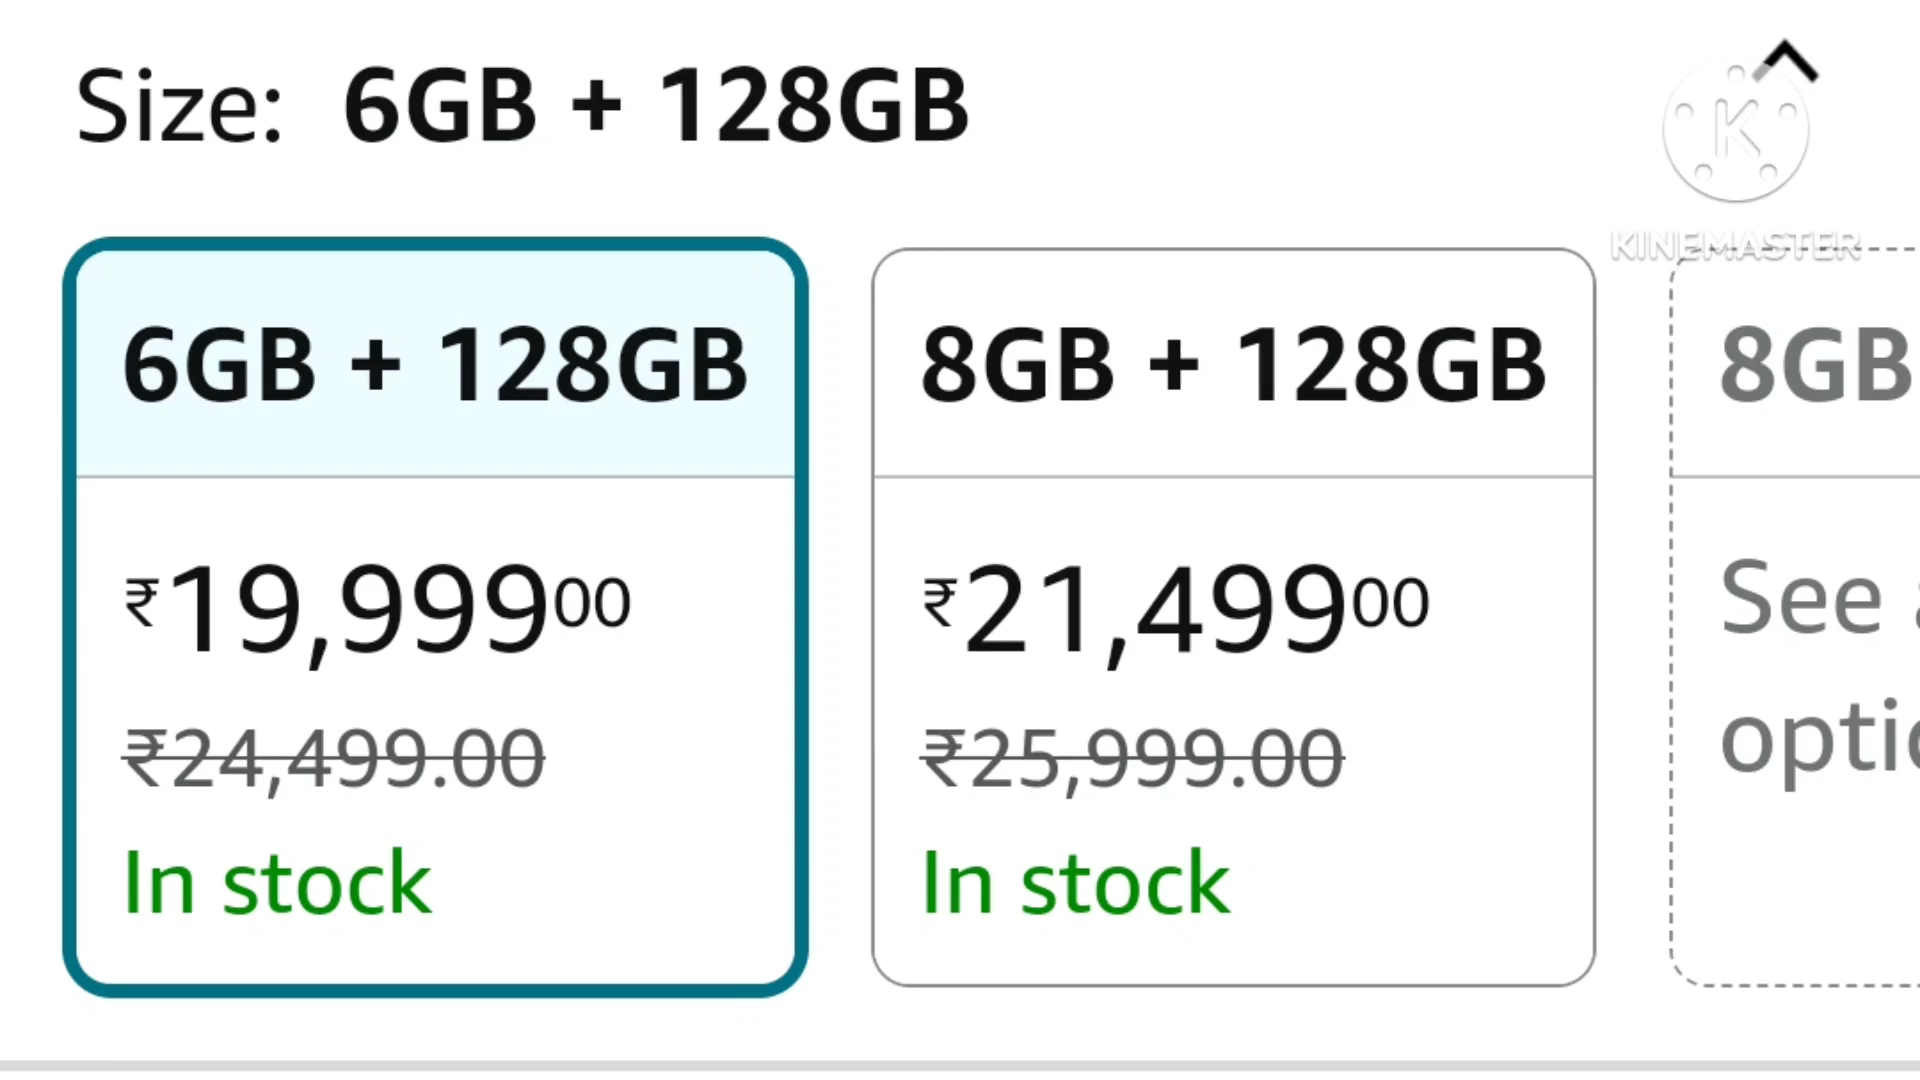 Size: 6GB + 128GB
K
KINEMASTER
6GB + 128GB
₹19,99900
₹24,499.00
In stock
8GB + 128GB
₹21,49900
₹25,999.00
In stock
8GB
See